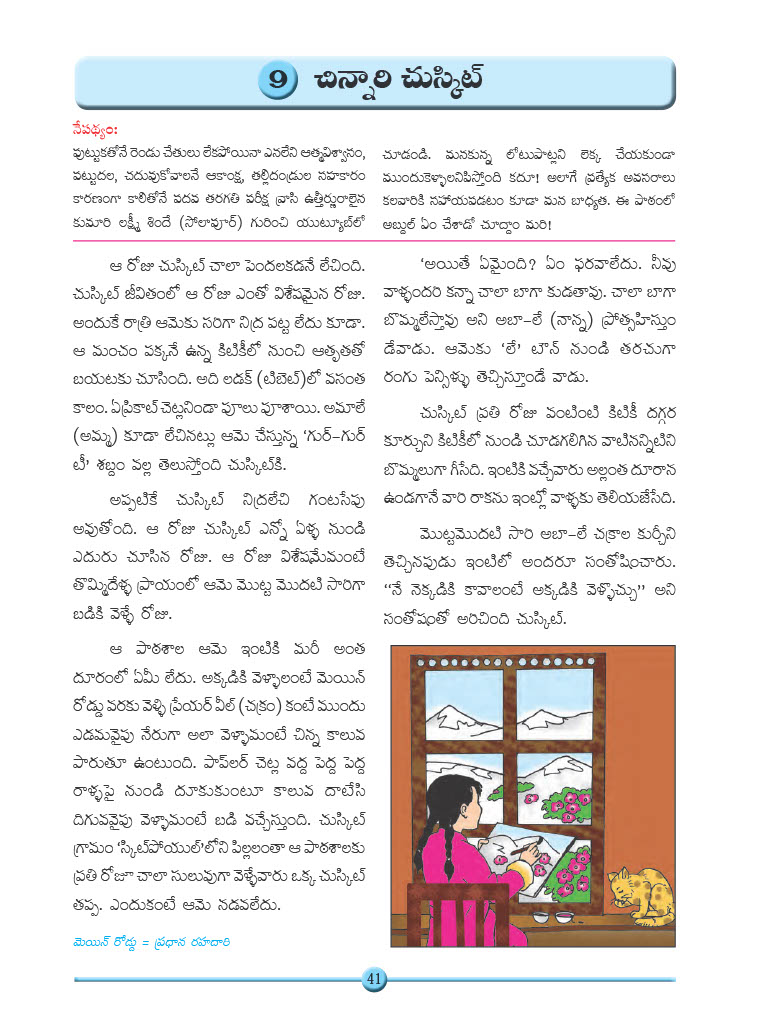 9 చిన్నారి చుస్కిట్
నేపథ్యం:
పుట్టుకతోనే రెండు చేతులు లేకపోయినా ఎనలేని ఆత్మవిశ్వాసం,
పట్టుదల, చదువుకోవాలనే ఆకాంక్ష, తల్లిదండ్రుల సహకారం
కారణంగా కాలితోనే పదవ తరగతి పరీక్ష వ్రాసి ఉత్తీర్ణురాలైన
కుమారి లక్ష్మీ శిందే (సోలాపూర్) గురించి యుట్యూబ్‌లో
చూడండి. మనకున్న లోటుపాట్లని లెక్క చేయకుండా
ముందుకెళ్ళాలనిపిస్తోంది కదూ! అలాగే ప్రత్యేక అవసరాలు
కలవారికి సహాయపడటం కూడా మన బాధ్యత. ఈ పాఠంలో
అబ్దుల్ ఏం చేశాడో చూద్దాం మరి!
ఆ రోజు చుస్కిట్ చాలా పెందలకడనే లేచింది.
చుస్కిట్ జీవితంలో ఆ రోజు ఎంతో విశేషమైన రోజు.
అందుకే రాత్రి ఆమెకు సరిగా నిద్ర పట్ట లేదు కూడా.
ఆ మంచం పక్కనే ఉన్న కిటికీలో నుంచి ఆతృతతో
బయటకు చూసింది. అది లడక్ (టిబెట్)లో వసంత
కాలం. ఏప్రికాట్ చెట్లనిండా పూలు పూశాయి. అమాలే
(అమ్మ) కూడా లేచినట్లు ఆమె చేస్తున్న ‘గుర్-గుర్
టీ’ శబ్దం వల్ల తెలుస్తోంది చుస్కిట్‌కి.
అప్పటికే చుస్కిట్ నిద్రలేచి గంటసేపు
అవుతోంది. ఆ రోజు చుస్కిట్ ఎన్నో ఏళ్ళ నుండి
ఎదురు చూసిన రోజు. ఆ రోజు విశేషమేమంటే
తొమ్మిదేళ్ళ ప్రాయంలో ఆమె మొట్ట మొదటి సారిగా
బడికి వెళ్ళే రోజు.
ఆ పాఠశాల ఆమె ఇంటికి మరీ అంత
దూరంలో ఏమీ లేదు. అక్కడికి వెళ్ళాలంటే మెయిన్
రోడ్డు వరకు వెళ్ళి ప్రేయర్ వీల్ (చక్రం) కంటే ముందు
ఎడమవైపు నేరుగా అలా వెళ్ళామంటే చిన్న కాలువ
పారుతూ ఉంటుంది. పాప్‌లర్ చెట్ల వద్ద పెద్ద పెద్ద
రాళ్ళపై నుండి దూకుకుంటూ కాలువ దాటేసి
దిగువవైపు వెళ్ళామంటే బడి వచ్చేస్తుంది. చుస్కిట్
గ్రామం ‘స్కిట్‌పోయుల్’లోని పిల్లలంతా ఆ పాఠశాలకు
ప్రతి రోజూ చాలా సులువుగా వెళ్ళేవారు ఒక్క చుస్కిట్
తప్ప. ఎందుకంటే ఆమె నడవలేదు.
మెయిన్ రోడ్డు = ప్రధాన రహదారి
‘అయితే ఏమైంది? ఏం ఫరవాలేదు. నీవు
వాళ్ళందరి కన్నా చాలా బాగా కుడతావు. చాలా బాగా
బొమ్మలేస్తావు అని అబా-లే (నాన్న) ప్రోత్సహిస్తుం
డేవాడు. ఆమెకు ‘లే’ టౌన్ నుండి తరచుగా
రంగు పెన్సిళ్ళు తెచ్చిస్తూండే వాడు.
చుస్కిట్ ప్రతి రోజు వంటింటి కిటికీ దగ్గర
కూర్చుని కిటికీలో నుండి చూడగలిగిన వాటినన్నిటిని
బొమ్మలుగా గీసేది. ఇంటికి వచ్చేవారు అల్లంత దూరాన
ఉండగానే వారి రాకను ఇంట్లో వాళ్ళకు తెలియజేసేది.
మొట్టమొదటి సారి అబా-లే చక్రాల కుర్చీని
తెచ్చినపుడు ఇంటిలో అందరూ సంతోషించారు.
“నే నెక్కడికి కావాలంటే అక్కడికి వెళ్ళొచ్చు” అని
సంతోషంతో అరిచింది చుస్కిట్.
41